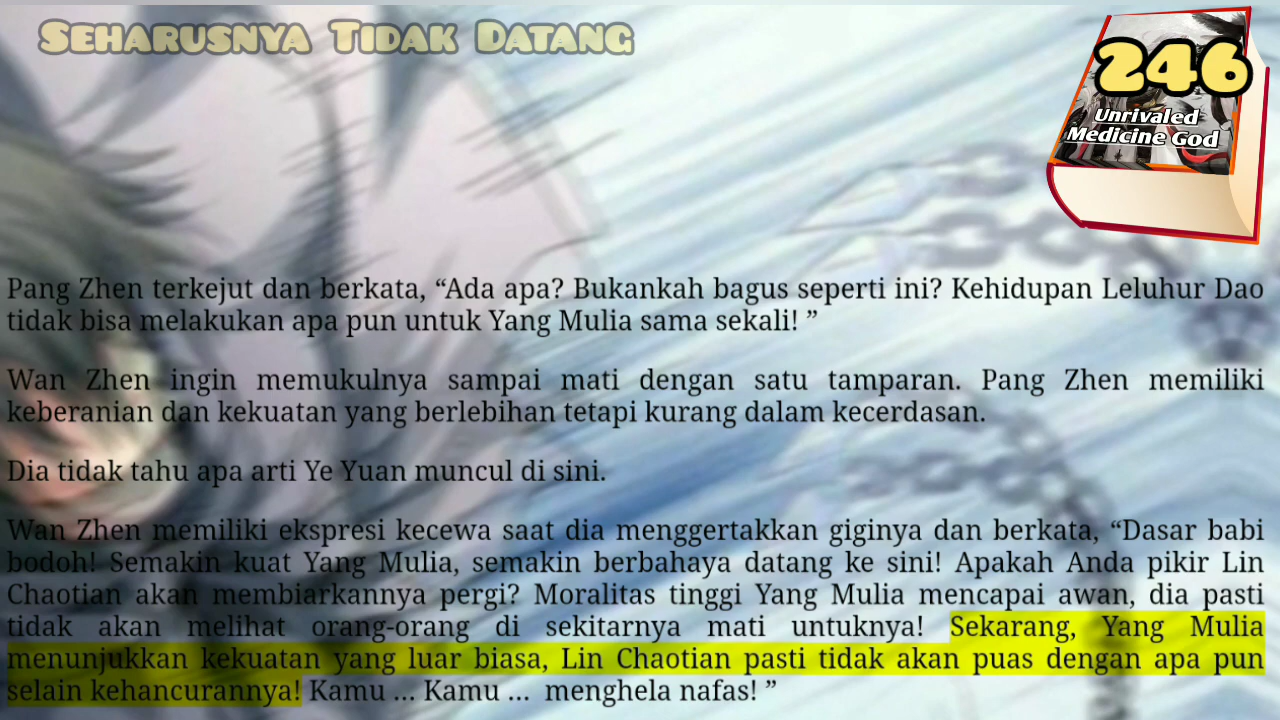 Seharusnya Tidak Datang
246
Unrivaled
Medicine God
Pang Zhen terkejut dan berkata, “Ada apa? Bukankah bagus seperti ini? Kehidupan Leluhur Dao
tidak bisa melakukan apa pun untuk Yang Mulia sama sekali! ”
Wan Zhen ingin memukulnya sampai mati dengan satu tamparan. Pang Zhen memiliki
keberanian dan kekuatan yang berlebihan tetapi kurang dalam kecerdasan.
Dia tidak tahu apa arti Ye Yuan muncul di sini.
Wan Zhen memiliki ekspresi kecewa saat dia menggertakkan giginya dan berkata, “Dasar babi
bodoh! Semakin kuat Yang Mulia, semakin berbahaya datang ke sini! Apakah Anda pikir Lin
Chaotian akan membiarkannya pergi? Moralitas tinggi Yang Mulia mencapai awan, dia pasti
tidak akan melihat orang-orang di sekitarnya mati untuknya! Sekarang, Yang Mulia
menunjukkan kekuatan yang luar biasa, Lin Chaotian pasti tidak akan puas dengan apa pun
selain kehancurannya! Kamu ... Kamu ... menghela nafas! ”